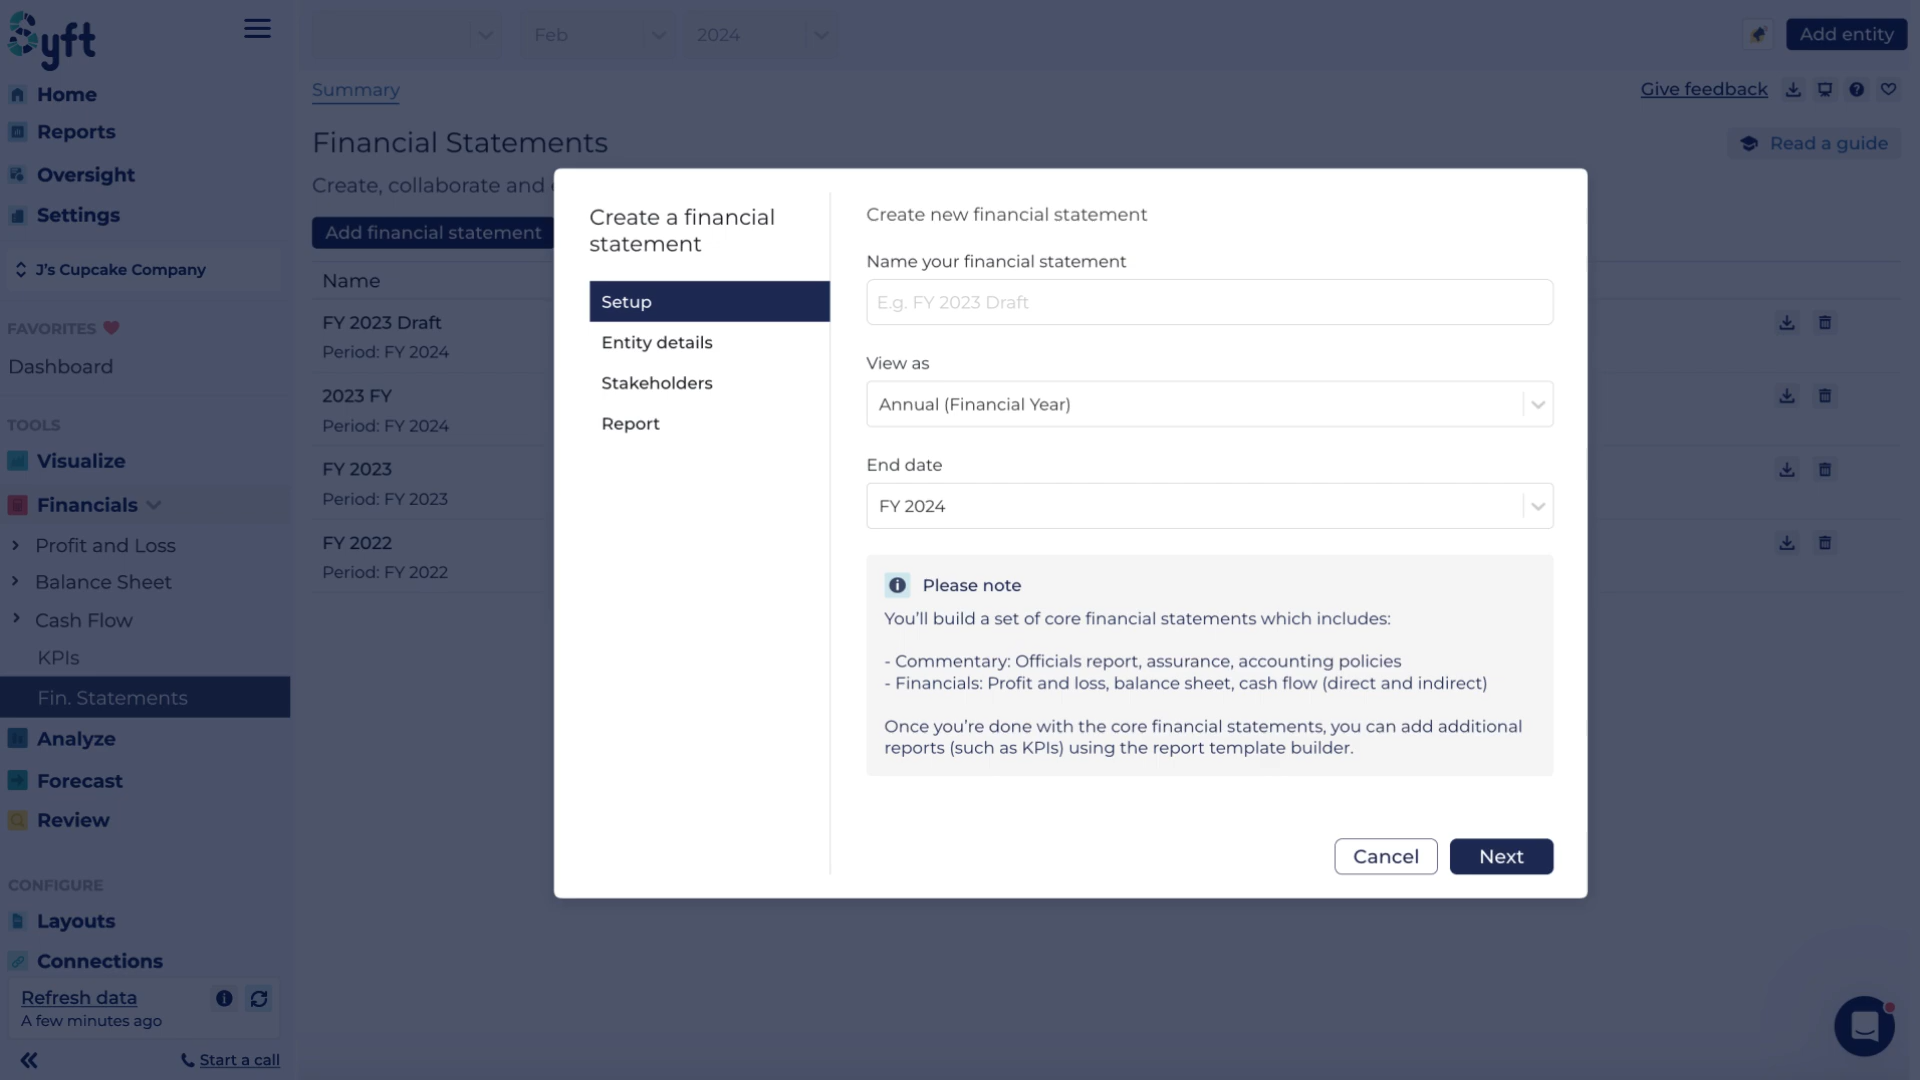 Syft
Home
Reports
Oversight
Settings
J's Cupcake Company
FAVORITES
Dashboard
TOOLS
Visualize
Financials
Profit and Loss
Balance Sheet
Cash Flow
KPIs
Fin. Statements
Analyze
Forecast
Review
CONFIGURE
Layouts
Connections
Refresh data
A few minutes ago
Start a call
Feb
2024
Add entity
Summary
Give feedback
Financial Statements
Read a guide
Create, collaborate and
Add financial statement
Name
FY 2023 Draft
Period: FY 2024
2023 FY
Period: FY 2024
FY 2023
Period: FY 2023
FY 2022
Period: FY 2022
Create a financial
statement
Setup
Entity details
Stakeholders
Report
Create new financial statement
Name your financial statement
E.g. FY 2023 Draft
View as
Annual (Financial Year)
End date
FY 2024
Please note
You'll build a set of core financial statements which includes:
- Commentary: Officials report, assurance, accounting policies
- Financials: Profit and loss, balance sheet, cash flow (direct and indirect)
Once you're done with the core financial statements, you can add additional
reports (such as KPIs) using the report template builder.
Cancel
Next